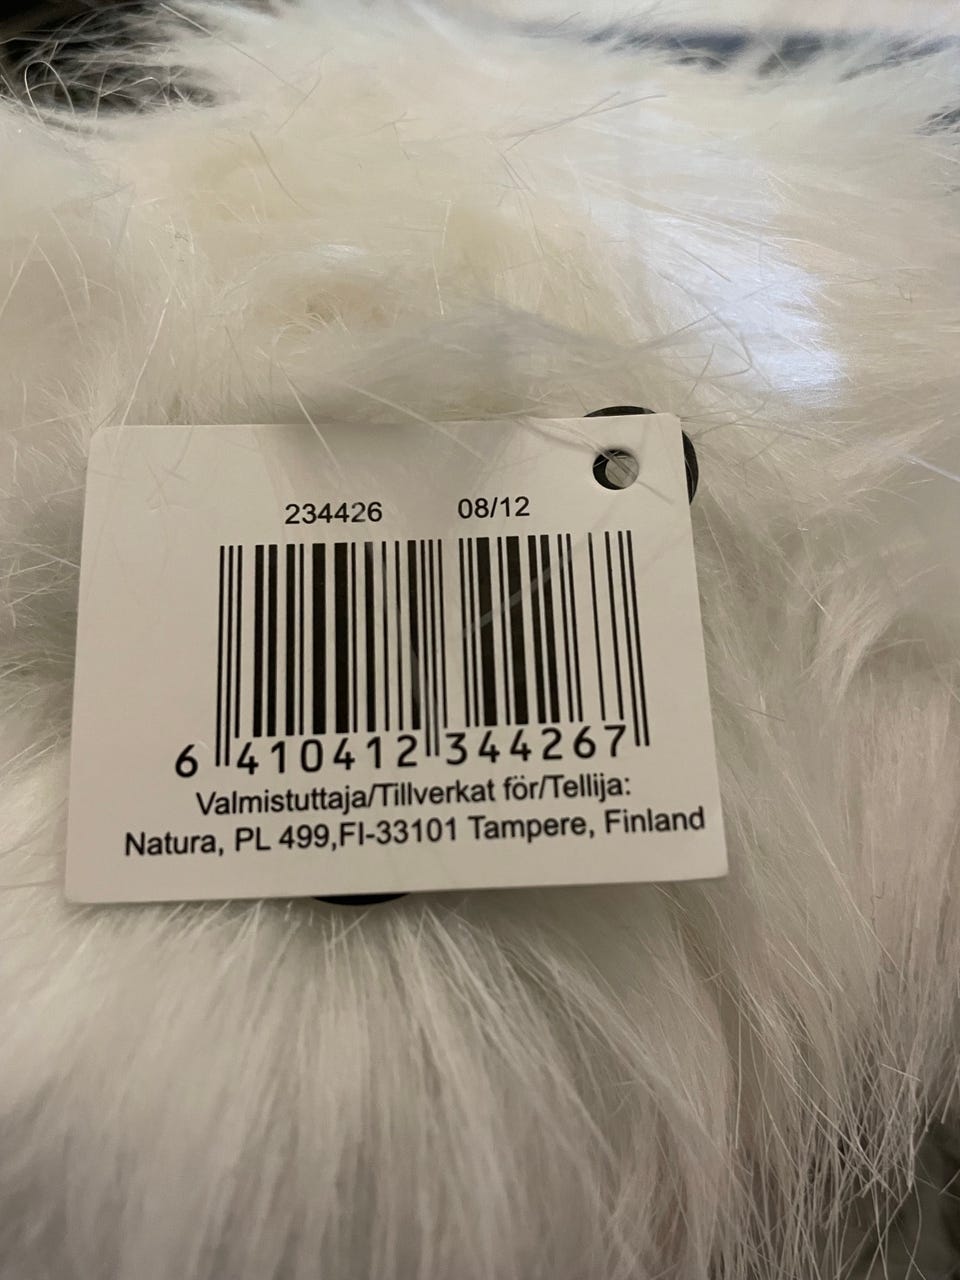 234426 08/12
6 410412 344267
Valmistuttaja/Tillverkat för/Tellija:
Natura, PL 499,FI-33101 Tampere, Finland